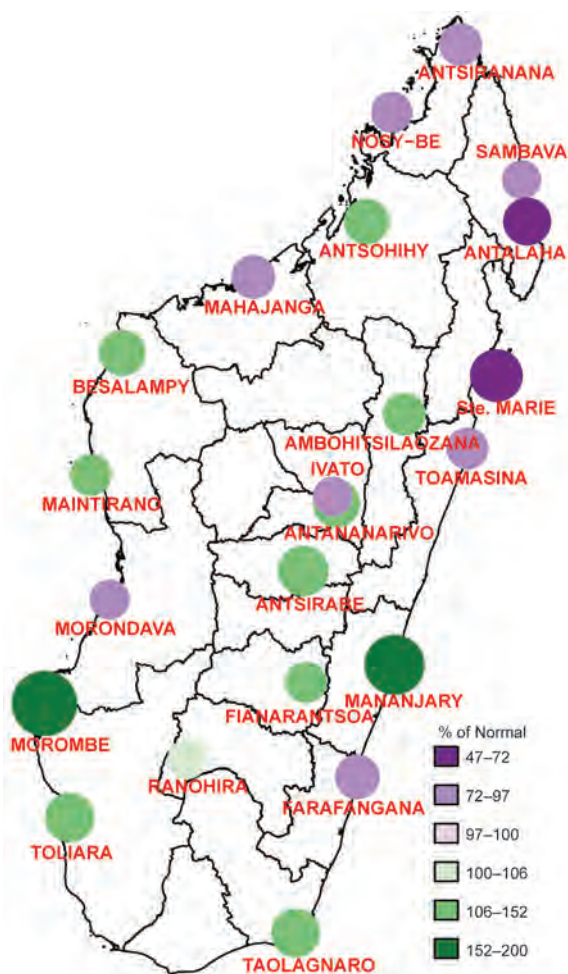 ANTSIRANANA
NOSY-BE
SAMBAVA
ANTSOHIHY
ANTALAHA
MAHAJANGA
BESALAMPY
Ste. MARIE
AMBOHITSILAOZANA
IVATO
TOAMASINA
MAINTIRANO
ANTANANARIVO
ANTSIRABE
MORONDAVA
MANANJARY
FIANARANTSOA
MOROMBE
RANOHIRA
FARAFANGANA
TOLIARA
TAOLAGNARO
% of Normal
47–72
72–97
97–100
100–106
106–152
152–200